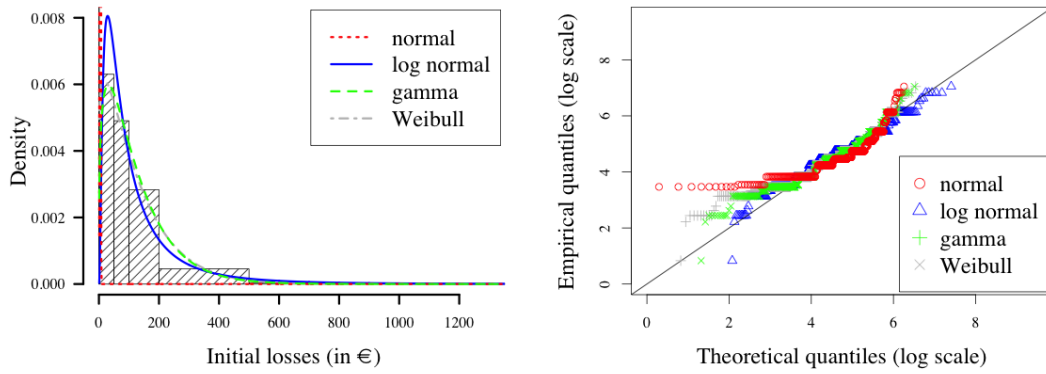 0.008
0.006
0.004
0.002
0.000
Density
0 200 400 600 800 1000 1200
Initial losses (in €)
normal
log normal
gamma
Weibull
8
6
4
2
0
Empirical quantiles (log scale)
0 2 4 6 8
Theoretical quantiles (log scale)
normal
log normal
gamma
Weibull